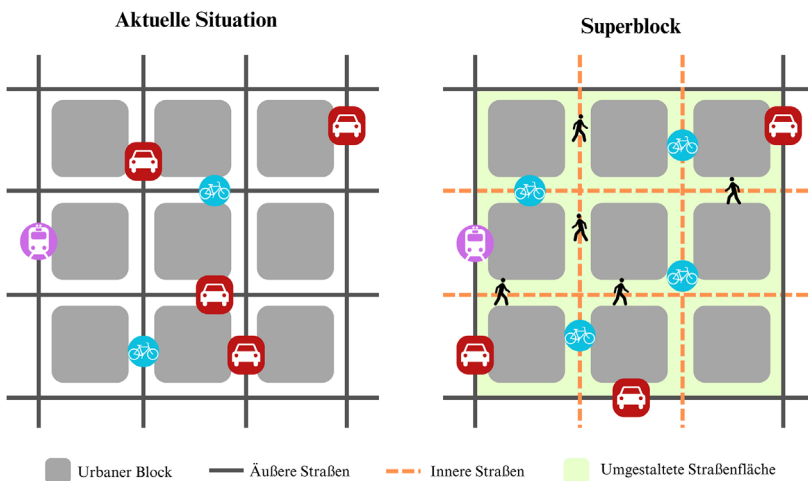 Aktuelle Situation
Superblock
Urbaner Block
Äußere Straßen
Innere Straßen
Umgestaltete Straßenfläche